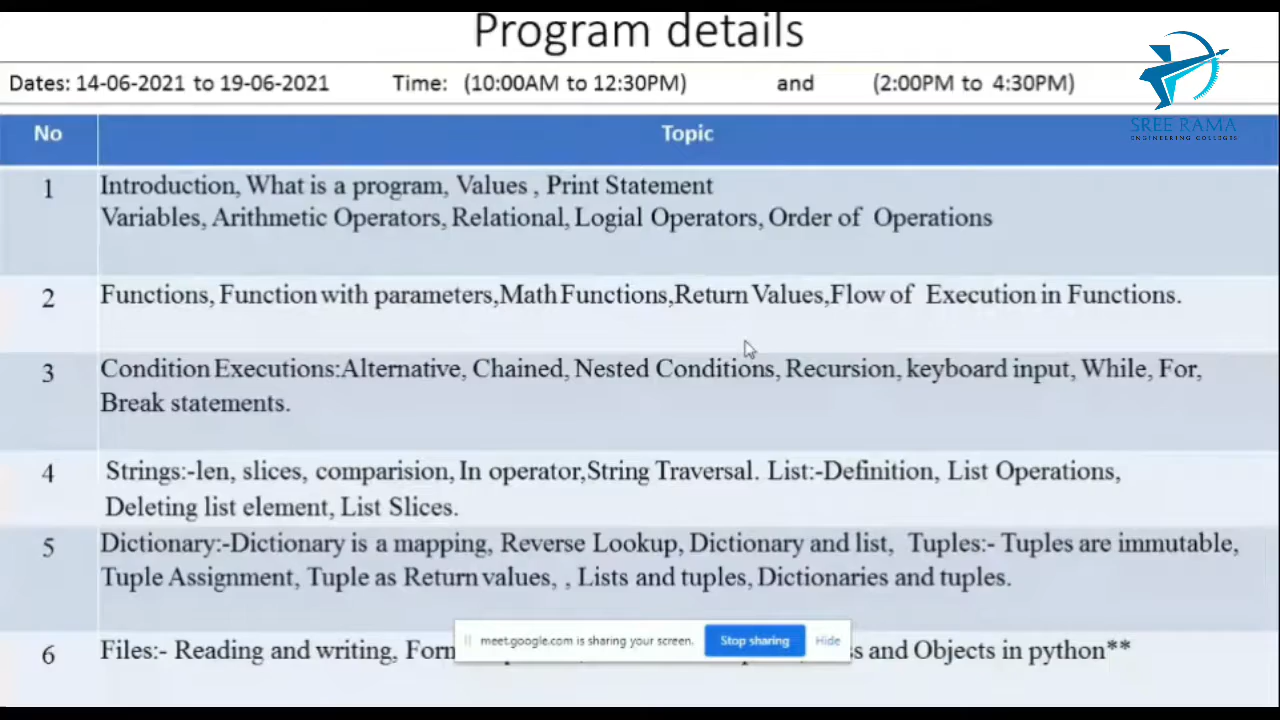 Program details
Dates: 14-06-2021 to 19-06-2021 Time: (10:00AM to 12:30PM) and (2:00PM to 4:30PM)
SREE RAMA
ENGINEERING COLLEGES
No Topic
1 Introduction, What is a program, Values , Print Statement
Variables, Arithmetic Operators, Relational, Logial Operators, Order of Operations
2 Functions, Function with parameters,Math Functions,Return Values,Flow of Execution in Functions.
3 Condition Executions:Alternative, Chained, Nested Conditions, Recursion, keyboard input, While, For,
Break statements.
4 Strings:-len, slices, comparision, In operator,String Traversal. List:-Definition, List Operations,
Deleting list element, List Slices.
5 Dictionary:-Dictionary is a mapping, Reverse Lookup, Dictionary and list, Tuples:- Tuples are immutable,
Tuple Assignment, Tuple as Return values, , Lists and tuples, Dictionaries and tuples.
meet.google.com is sharing your screen. Stop sharing Hide
6 Files:- Reading and writing, and Objects in python**